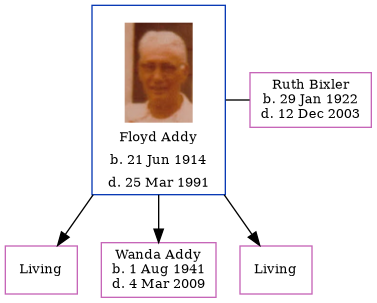 Floyd Addy
b. 21 Jun 1914
d. 25 Mar 1991
Ruth Bixler
b. 29 Jan 1922
d. 12 Dec 2003
Living
Wanda Addy
b. 1 Aug 1941
d. 4 Mar 2009
Living